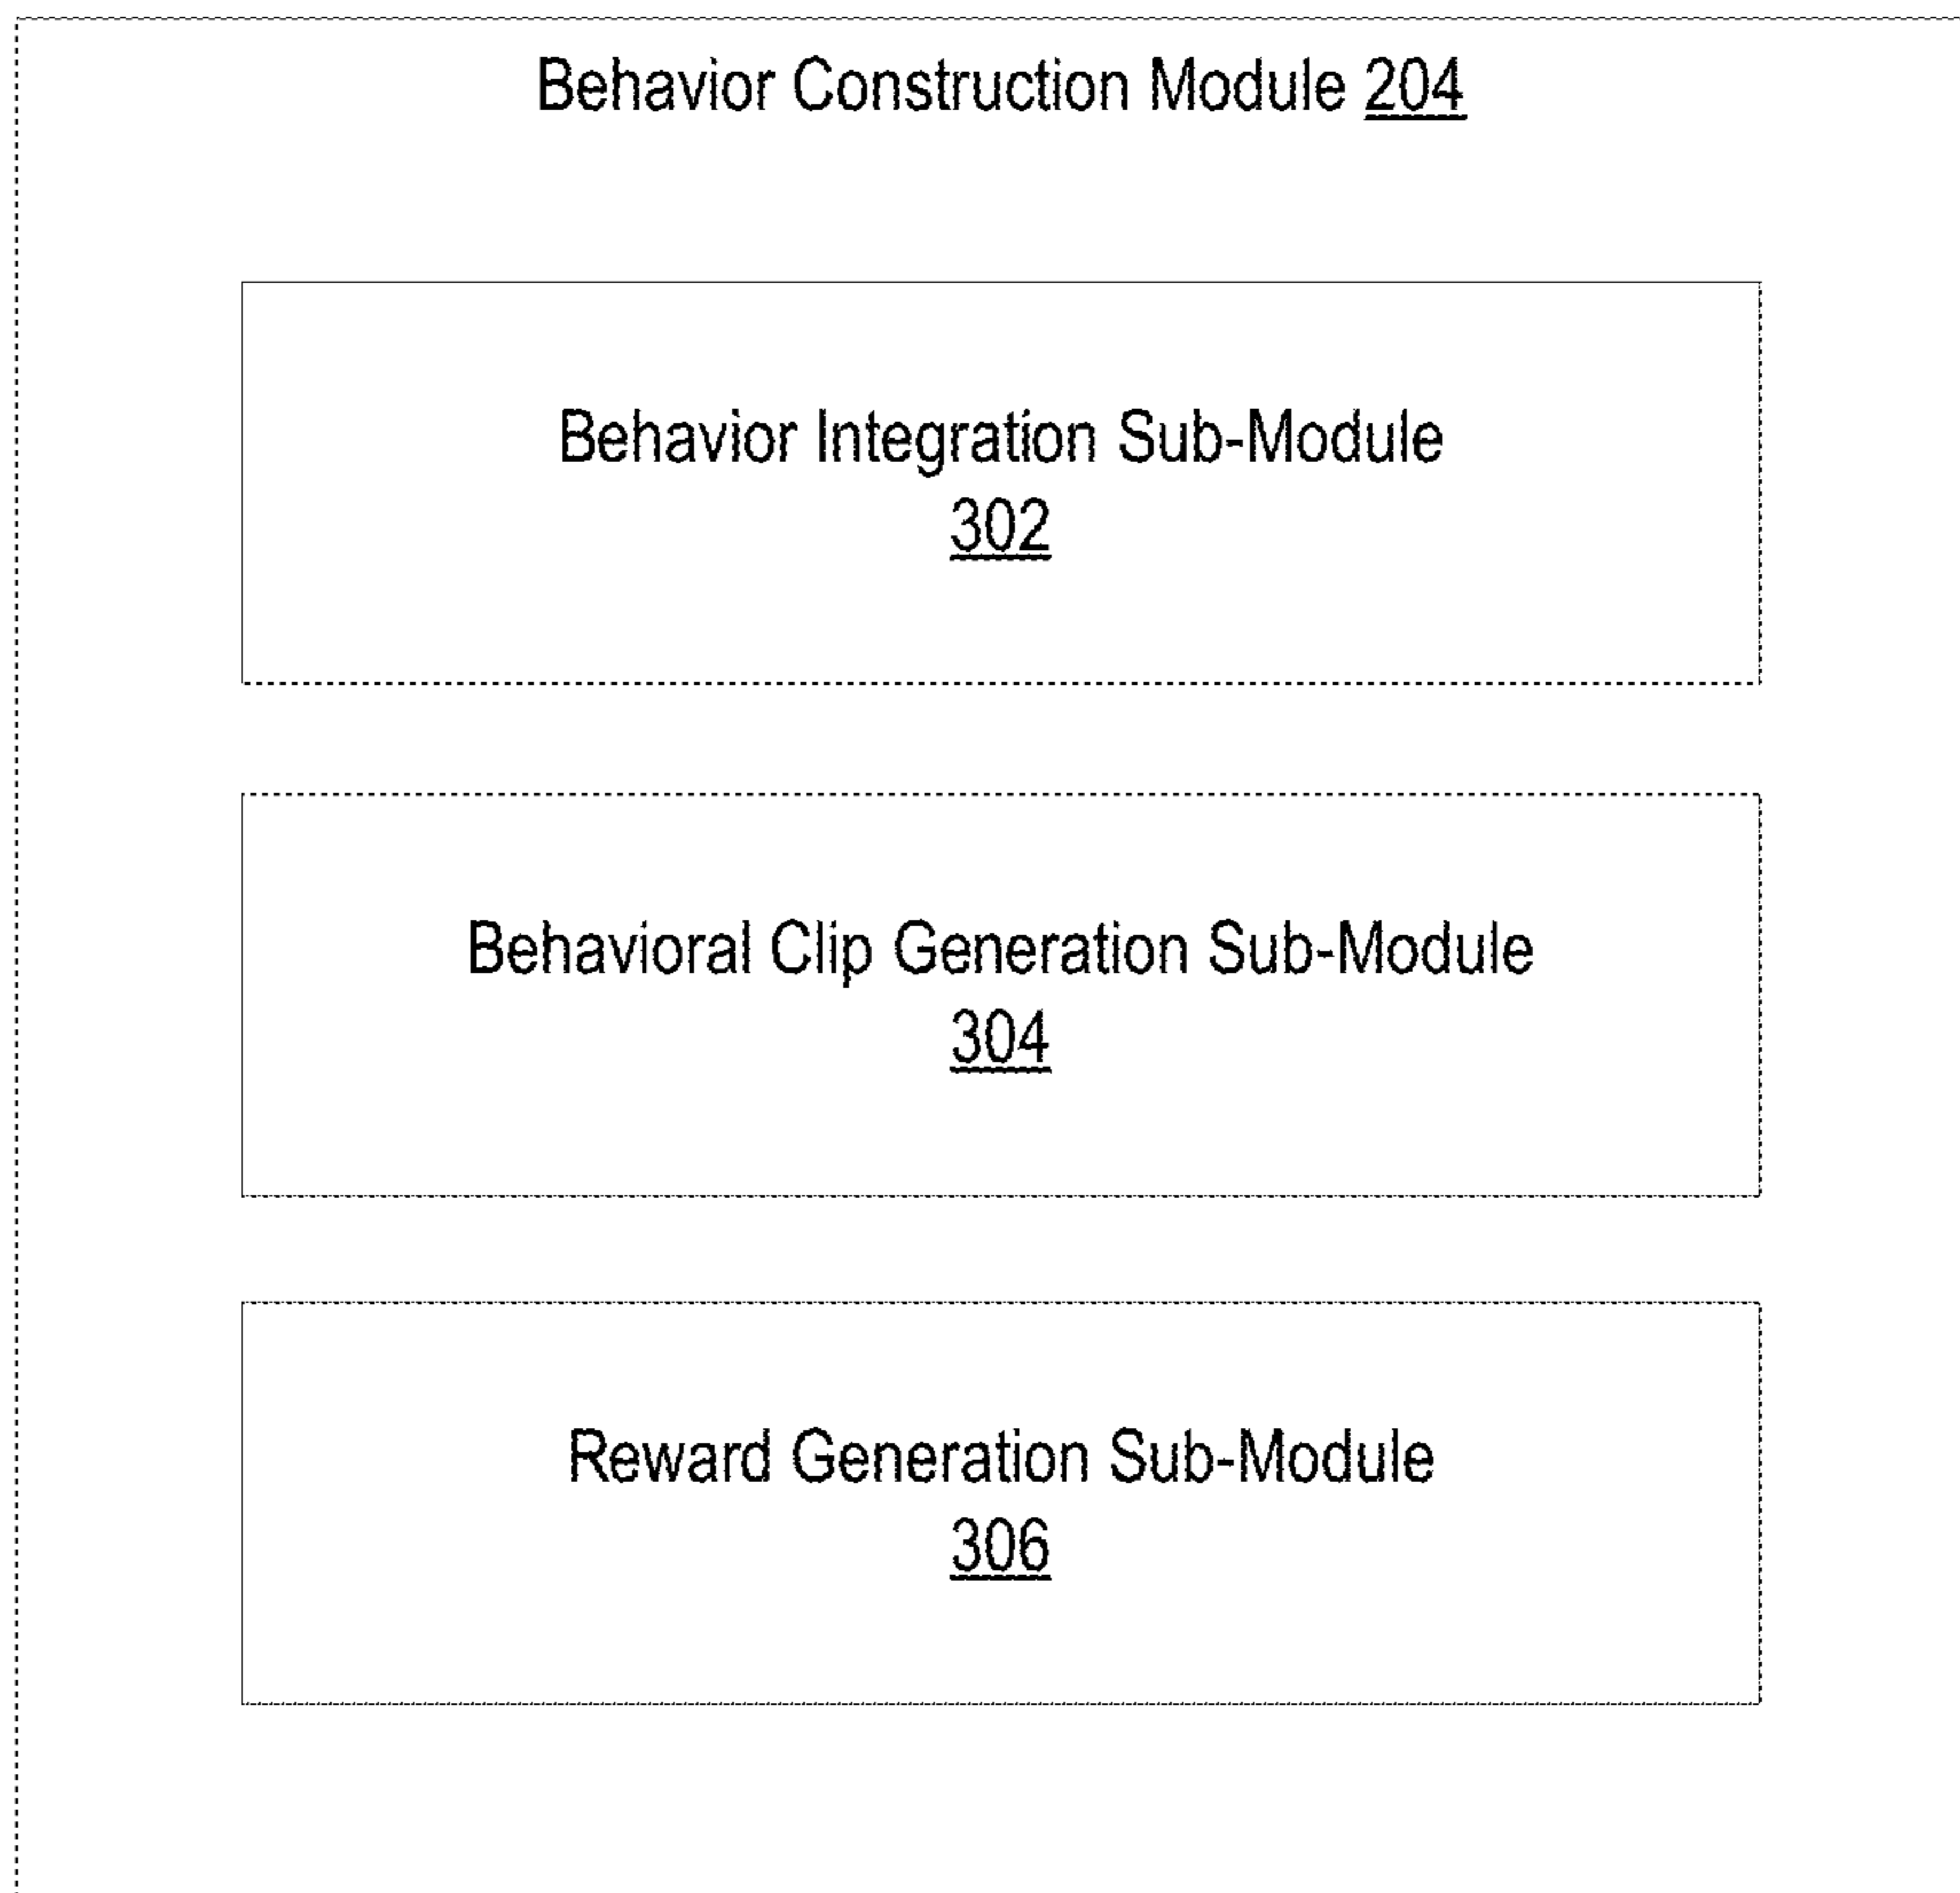 Behavior Construction Module 204
Behavior Integration Sub-Module
302
Behavioral Clip Generation Sub-Module
304
Reward Generation Sub-Module
306